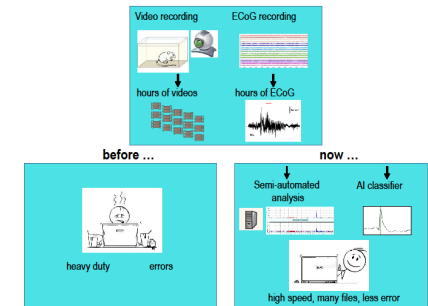 Video recording ECoG recording
hours of videos hours of ECoG
before ... now ...
heavy duty errors
Semi-automated analysis AI classifier
high speed, many files, less error